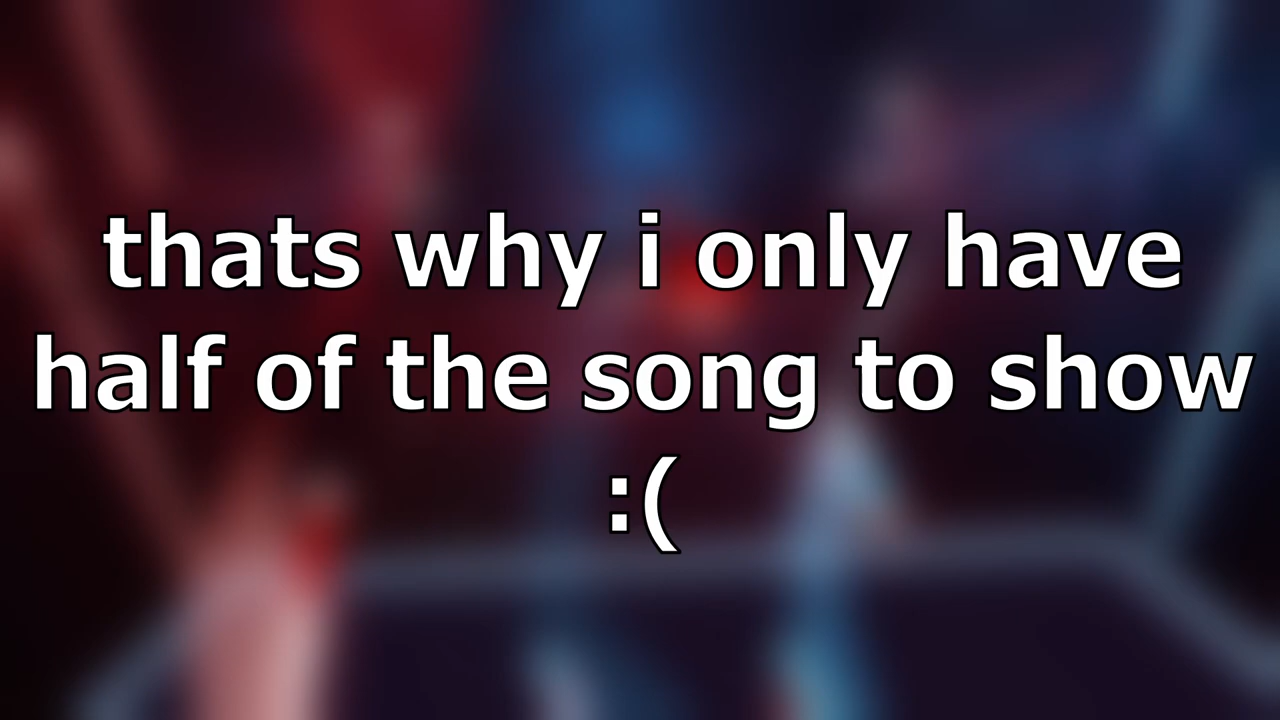 thats why i only have
half of the song to show
:(